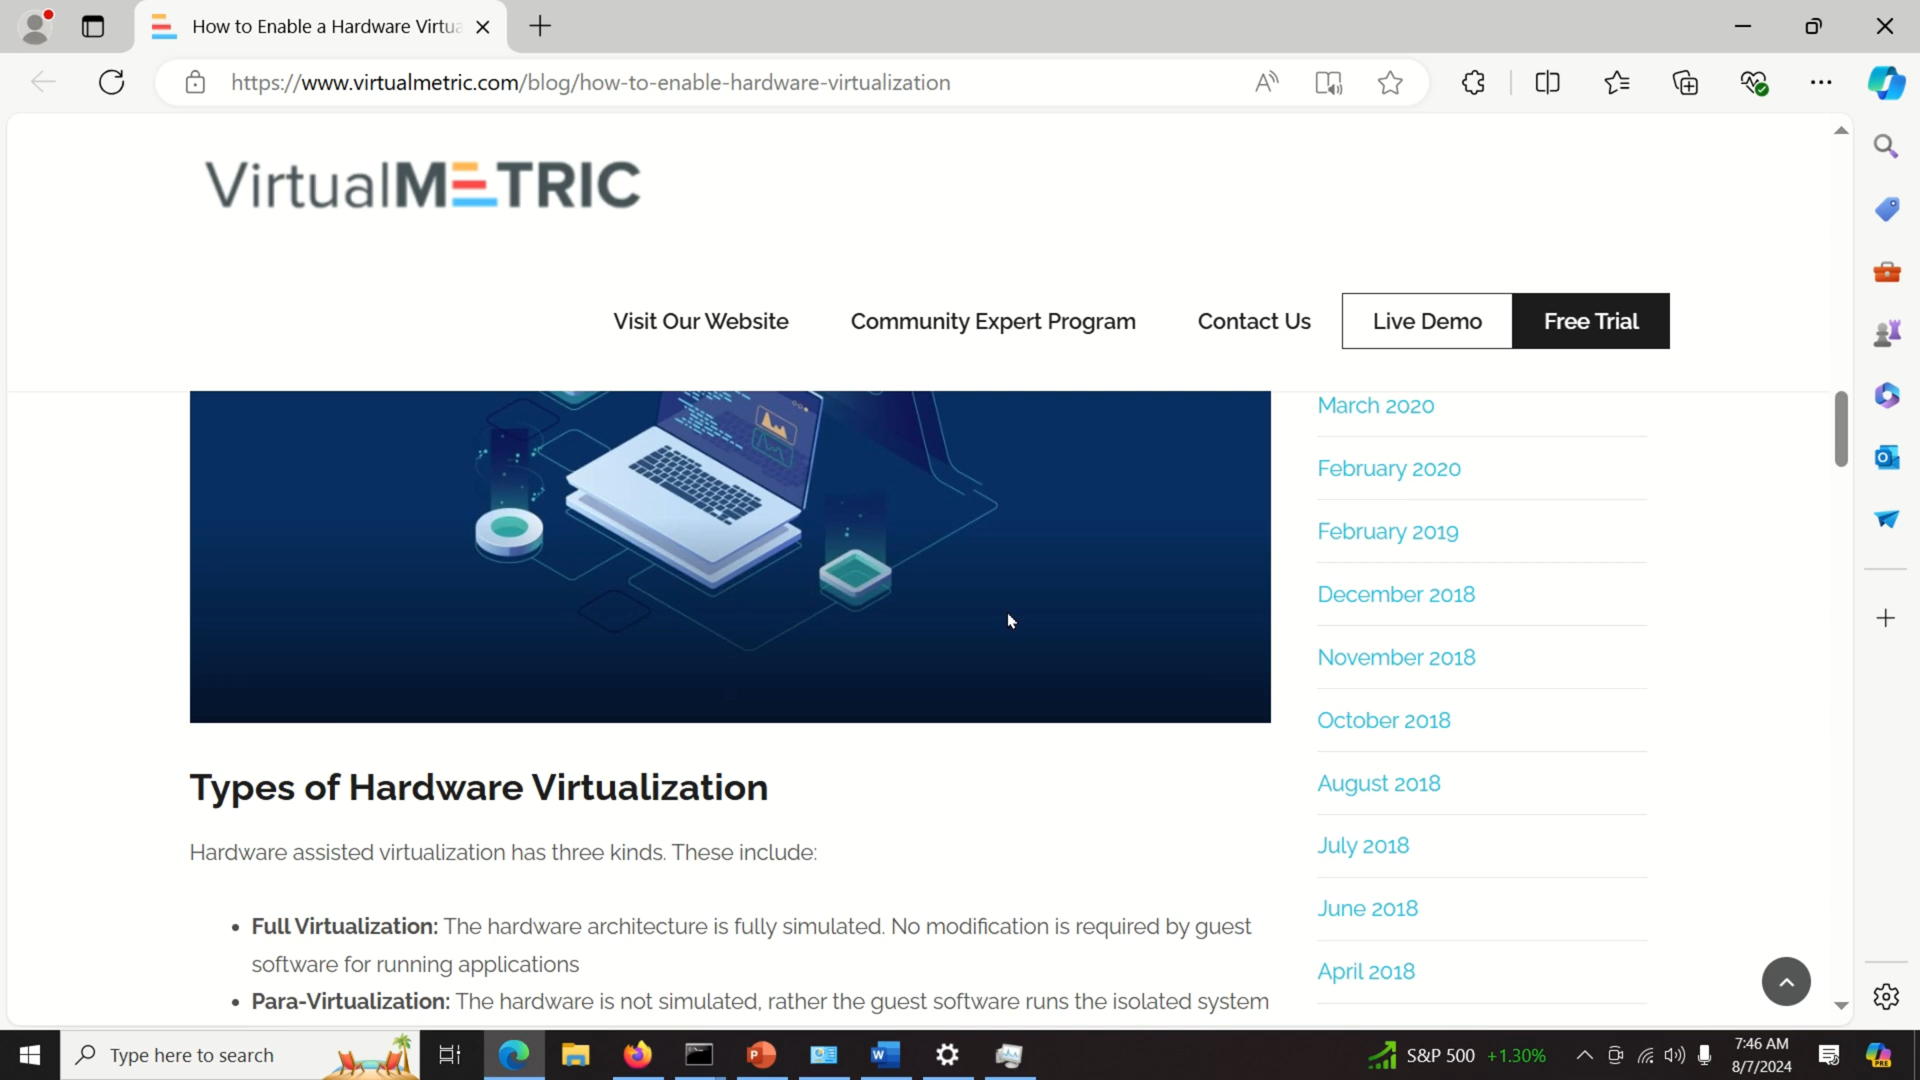 How to Enable a Hardware Virtua
https://www.virtualmetric.com/blog/how-to-enable-hardware-virtualization
VirtualMETRIC
Visit Our Website
Community Expert Program
Contact Us
Live Demo
Free Trial
March 2020
February 2020
February 2019
December 2018
November 2018
October 2018
August 2018
July 2018
June 2018
April 2018
Types of Hardware Virtualization
Hardware assisted virtualization has three kinds. These include:
• Full Virtualization: The hardware architecture is fully simulated. No modification is required by guest
software for running applications
• Para-Virtualization: The hardware is not simulated, rather the guest software runs the isolated system
Type here to search
S&P 500 +1.30%
7:46 AM
8/7/2024